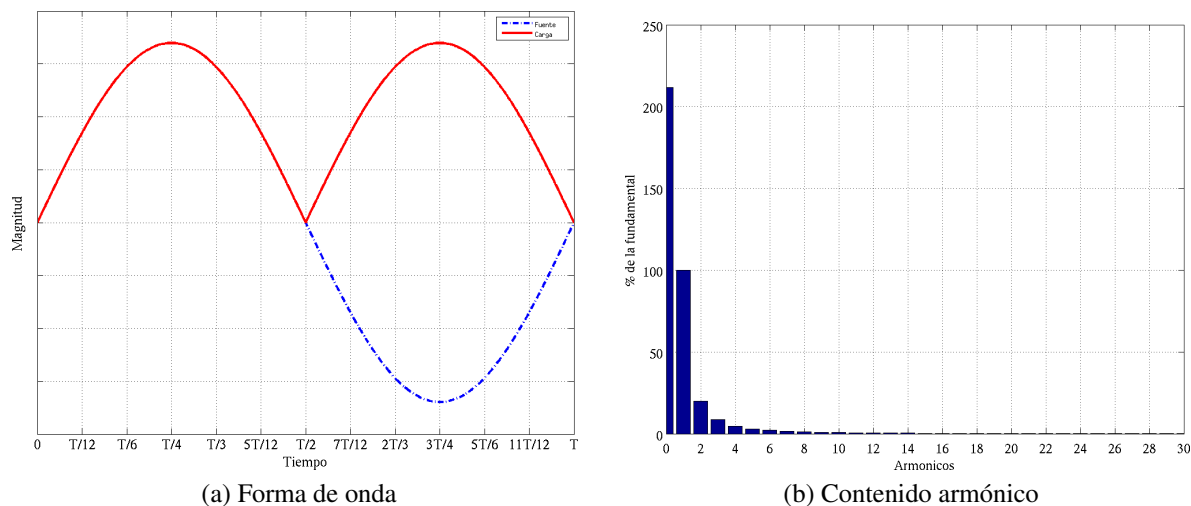 Fuente
Carga
Magnitud
0 T/12 T/6 T/4 T/3 5T/12 T/2 7T/12 2T/3 3T/4 5T/6 11T/12 T
Tiempo
(a) Forma de onda
250
200
150
100
50
0
% de la fundamental
0 2 4 6 8 10 12 14 16 18 20 22 24 26 28 30
Armonicos
(b) Contenido armónico